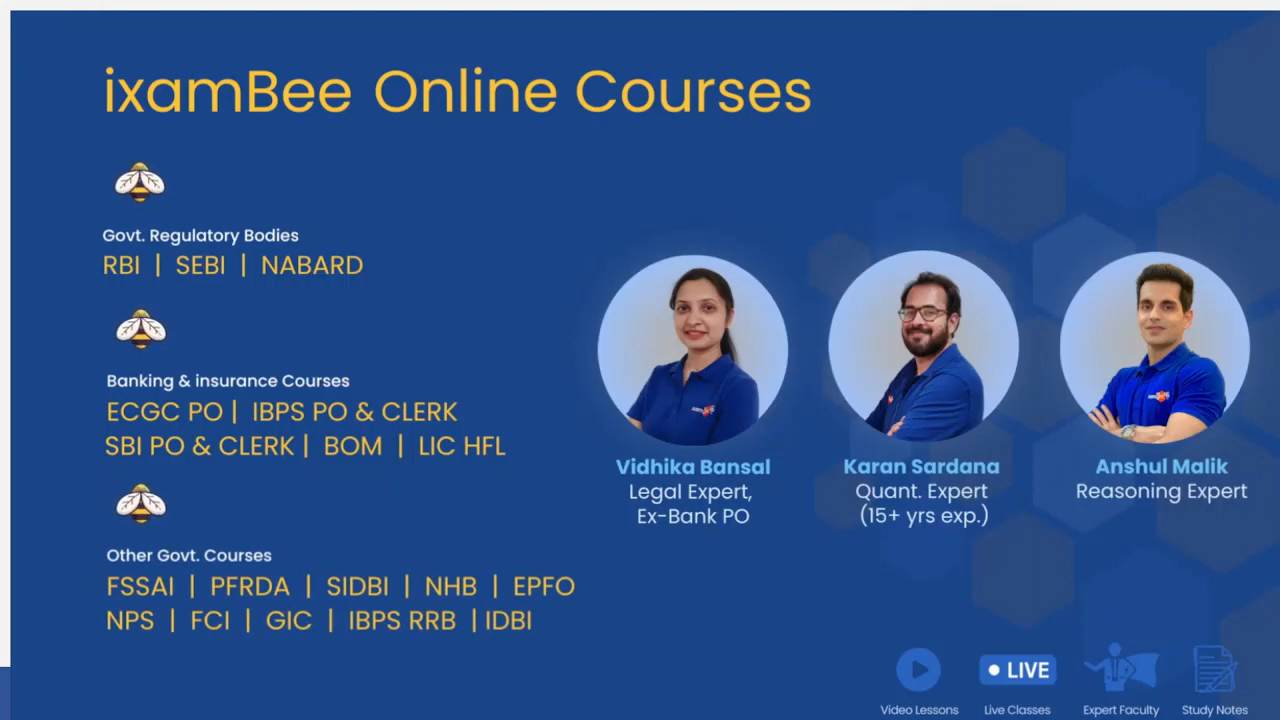 ixamBee Online Courses
Govt. Regulatory Bodies
RBI | SEBI | NABARD
Banking & insurance Courses
ECGC PO | IBPS PO & CLERK
SBI PO & CLERK | BOM | LIC HFL
Other Govt. Courses
FSSAI | PFRDA | SIDBI | NHB | EPFO
NPS | FCI | GIC | IBPS RRB | IDBI
Vidhika Bansal
Legal Expert,
Ex-Bank PO
Karan Sardana
Quant. Expert
(15+ yrs exp.)
Anshul Malik
Reasoning Expert
LIVE
Video Lessons
Live Classes
Expert Faculty
Study Notes